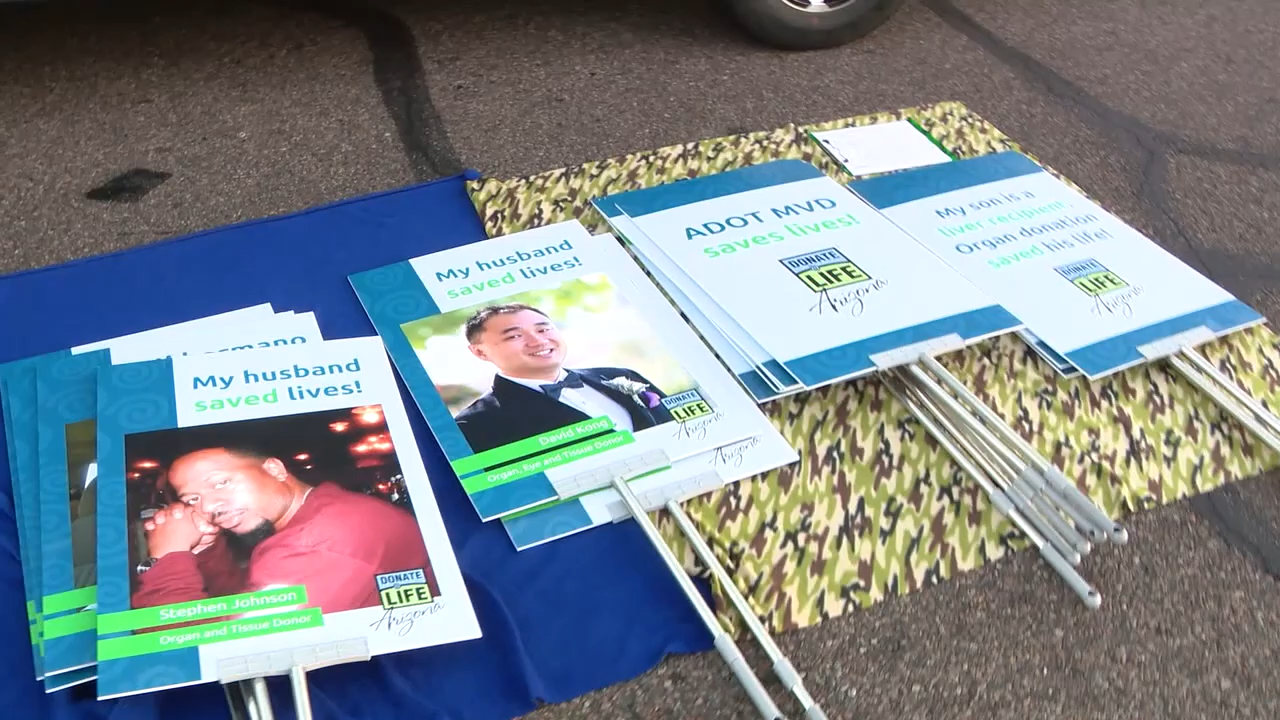 hermano
My husband
saved lives!
Stephen Johnson
Organ and Tissue Donor
DONATE
LIFE
Arizona
My husband
saved lives!
David Kong
Organ, Eye and Tissue Donor
DONATE
LIFE
Arizona
Arizona
ADOT MVD
saves lives!
DONATE
LIFE
Arizona
My son is a
liver recipient.
Organ donation
saved his life!
DONATE
LIFE
Arizona